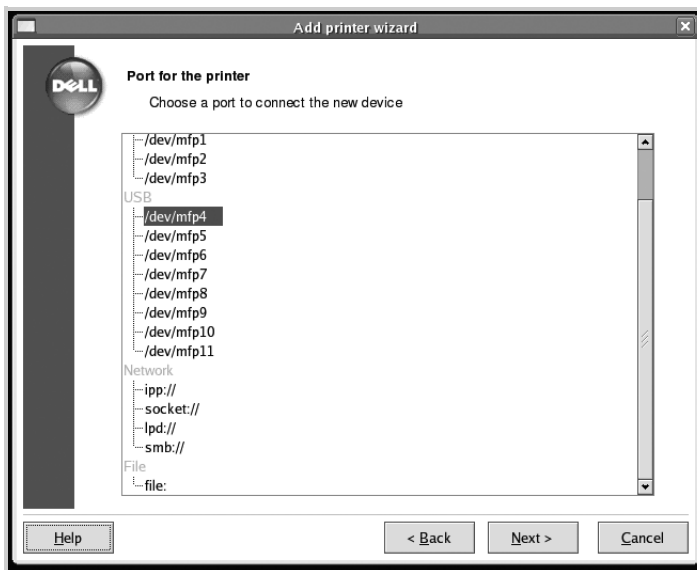 Add printer wizard
DELL
Port for the printer
Choose a port to connect the new device
/dev/mfp1
/dev/mfp2
/dev/mfp3
USB
/dev/mfp4
/dev/mfp5
/dev/mfp6
/dev/mfp7
/dev/mfp8
/dev/mfp9
/dev/mfp10
/dev/mfp11
Network
ipp://
socket://
lpd://
smb://
File
file:
Help
< Back
Next >
Cancel